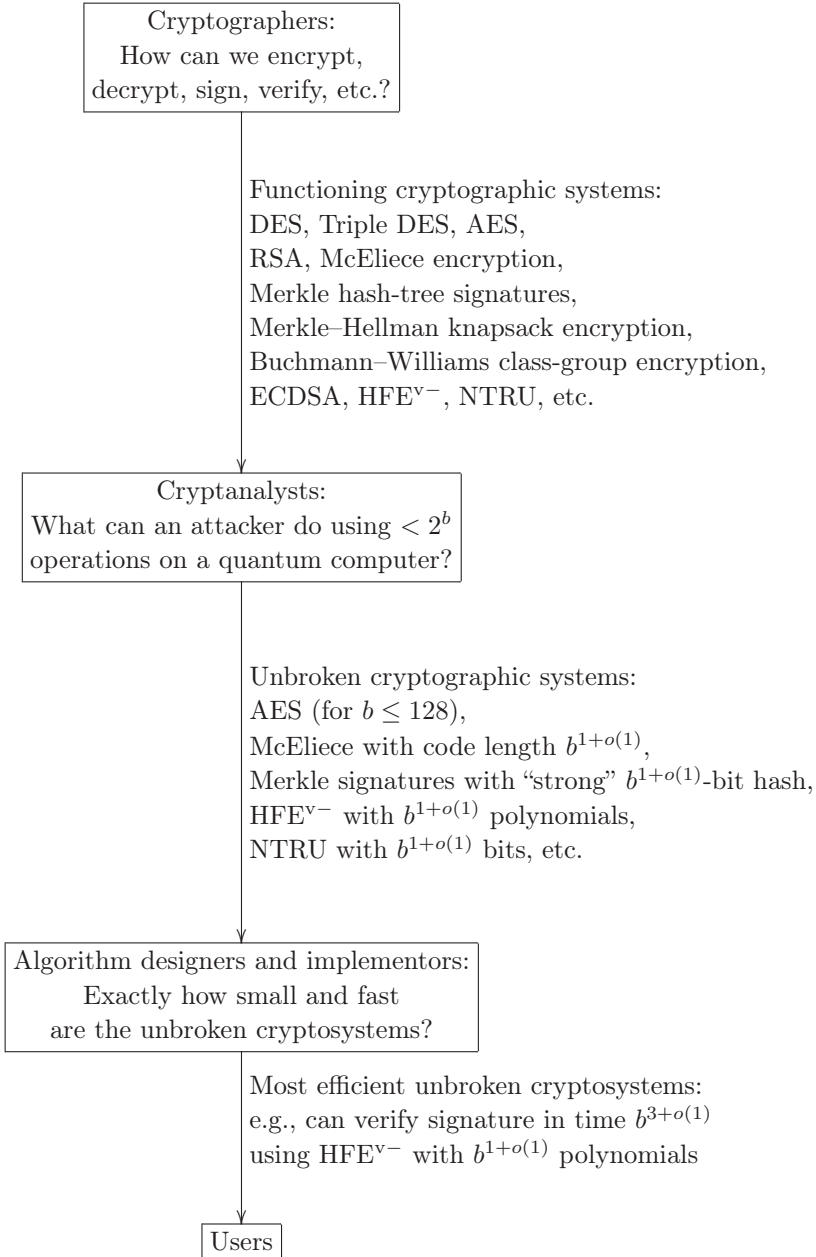 Cryptographers:
How can we encrypt,
decrypt, sign, verify, etc.?
Functioning cryptographic systems:
DES, Triple DES, AES,
RSA, McEliece encryption,
Merkle hash-tree signatures,
Merkle–Hellman knapsack encryption,
Buchmann–Williams class-group encryption,
ECDSA, HFE^{v−}, NTRU, etc.
Cryptanalysts:
What can an attacker do using < 2^b
operations on a quantum computer?
Unbroken cryptographic systems:
AES (for b ≤ 128),
McEliece with code length b^{1+o(1)},
Merkle signatures with “strong” b^{1+o(1)}-bit hash,
HFE^{v−} with b^{1+o(1)} polynomials,
NTRU with b^{1+o(1)} bits, etc.
Algorithm designers and implementors:
Exactly how small and fast
are the unbroken cryptosystems?
Most efficient unbroken cryptosystems:
e.g., can verify signature in time b^{3+o(1)}
using HFE^{v−} with b^{1+o(1)} polynomials
Users